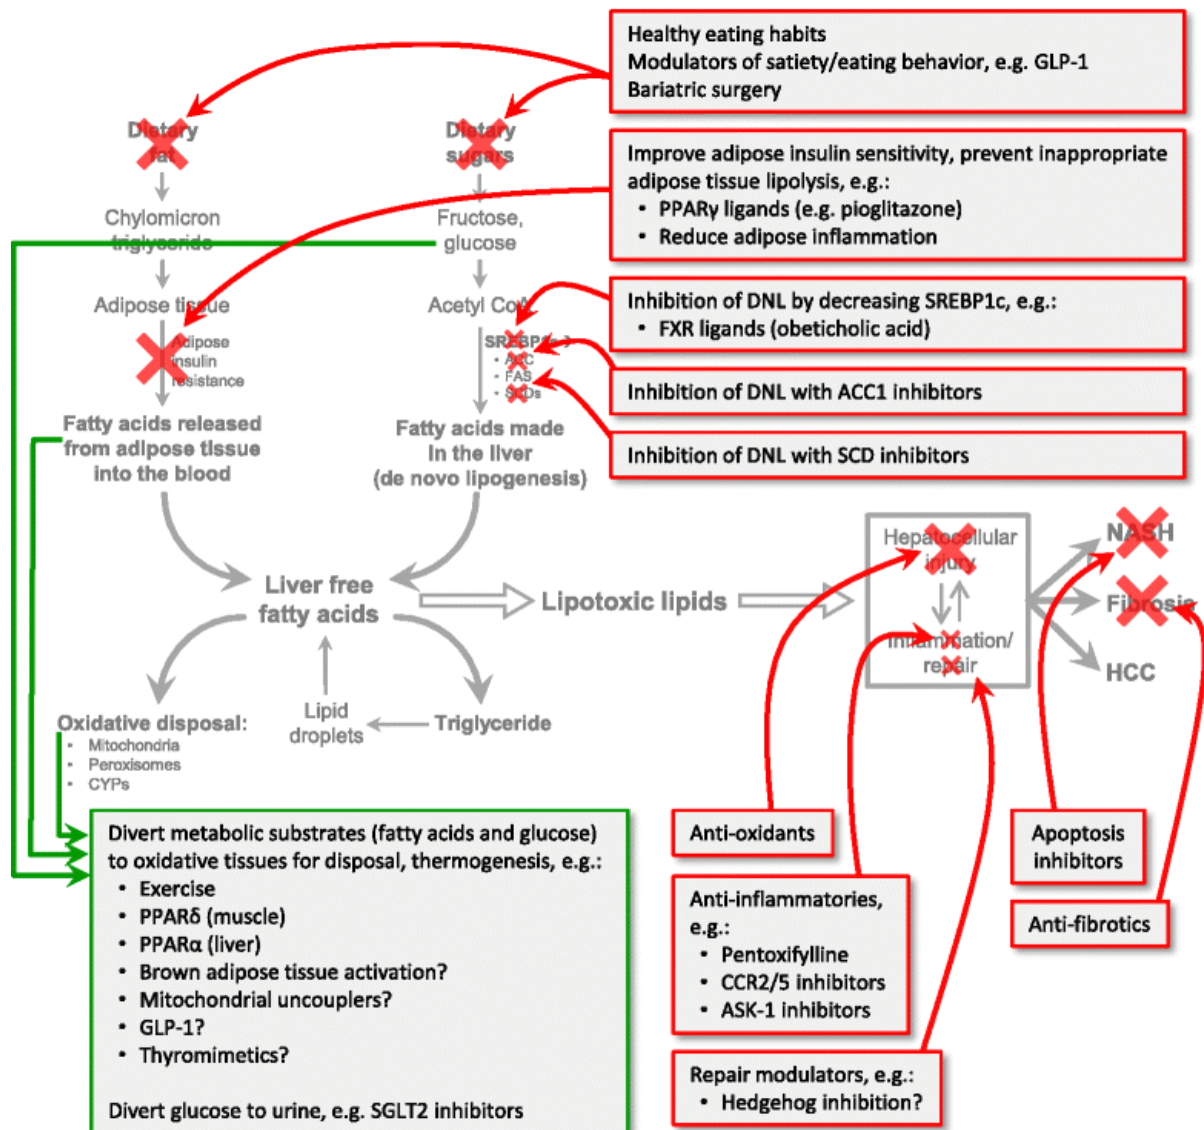 Healthy eating habits
Modulators of satiety/eating behavior, e.g. GLP-1
Bariatric surgery
Dietary
fat
Dietary
sugars
Improve adipose insulin sensitivity, prevent inappropriate
adipose tissue lipolysis, e.g.:
• PPARγ ligands (e.g. pioglitazone)
• Reduce adipose inflammation
Chylomicron
triglyceride
Fructose,
glucose
Adipose tissue
Acetyl CoA
Inhibition of DNL by decreasing SREBP1c, e.g.:
• FXR ligands (obeticholic acid)
Adipose
insulin
resistance
SREBP1c →
• ACC
• FAS
• SCDs
Inhibition of DNL with ACC1 inhibitors
Fatty acids released
from adipose tissue
into the blood
Fatty acids made
in the liver
(de novo lipogenesis)
Inhibition of DNL with SCD inhibitors
Liver free
fatty acids
Lipotoxic lipids
Hepatocellular
injury
Inflammation/
repair
NASH
Fibrosis
HCC
Oxidative disposal:
• Mitochondria
• Peroxisomes
• CYPs
Lipid
droplets
Triglyceride
Divert metabolic substrates (fatty acids and glucose)
to oxidative tissues for disposal, thermogenesis, e.g.:
• Exercise
• PPARδ (muscle)
• PPARα (liver)
• Brown adipose tissue activation?
• Mitochondrial uncouplers?
• GLP-1?
• Thyromimetics?
Divert glucose to urine, e.g. SGLT2 inhibitors
Anti-oxidants
Anti-inflammatories,
e.g.:
• Pentoxifylline
• CCR2/5 inhibitors
• ASK-1 inhibitors
Repair modulators, e.g.:
• Hedgehog inhibition?
Apoptosis
inhibitors
Anti-fibrotics